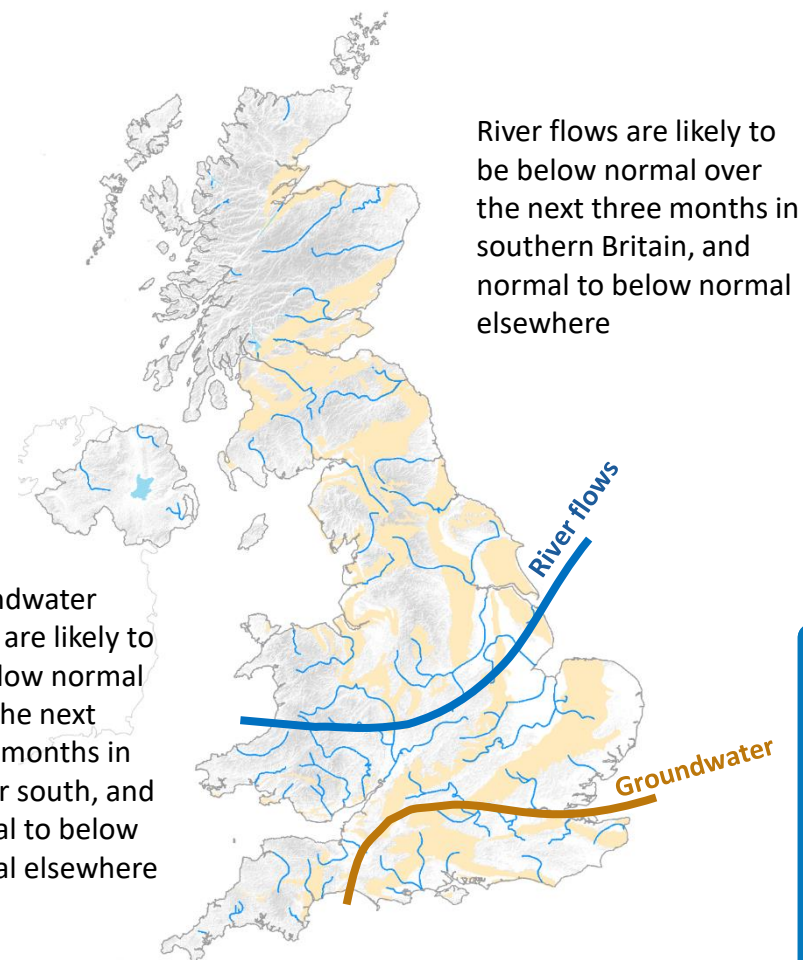 River flows are likely to
be below normal over
the next three months in
southern Britain, and
normal to below normal
elsewhere
River flows
ndwater
are likely to
low normal
he next
months in
r south, and
al to below
al elsewhere
Groundwater